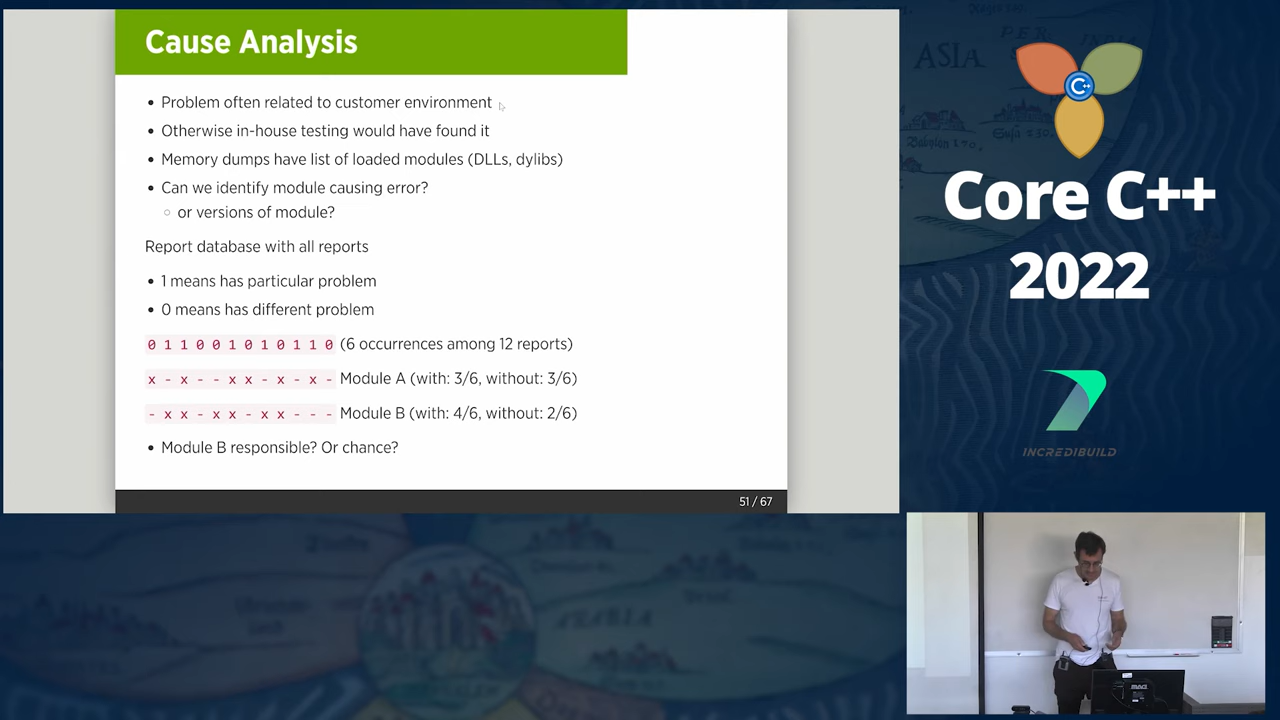 Cause Analysis
• Problem often related to customer environment
• Otherwise in-house testing would have found it
• Memory dumps have list of loaded modules (DLLs, dylibs)
• Can we identify module causing error?
○ or versions of module?
Report database with all reports
• 1 means has particular problem
• 0 means has different problem
0 1 1 0 0 1 0 1 0 1 1 0 (6 occurrences among 12 reports)
x - x - - x x - x - x - Module A (with: 3/6, without: 3/6)
- x x - x x - x x - - - Module B (with: 4/6, without: 2/6)
• Module B responsible? Or chance?
51 / 67
ASIA
C++
Core C++
2022
INCREDIBUILD